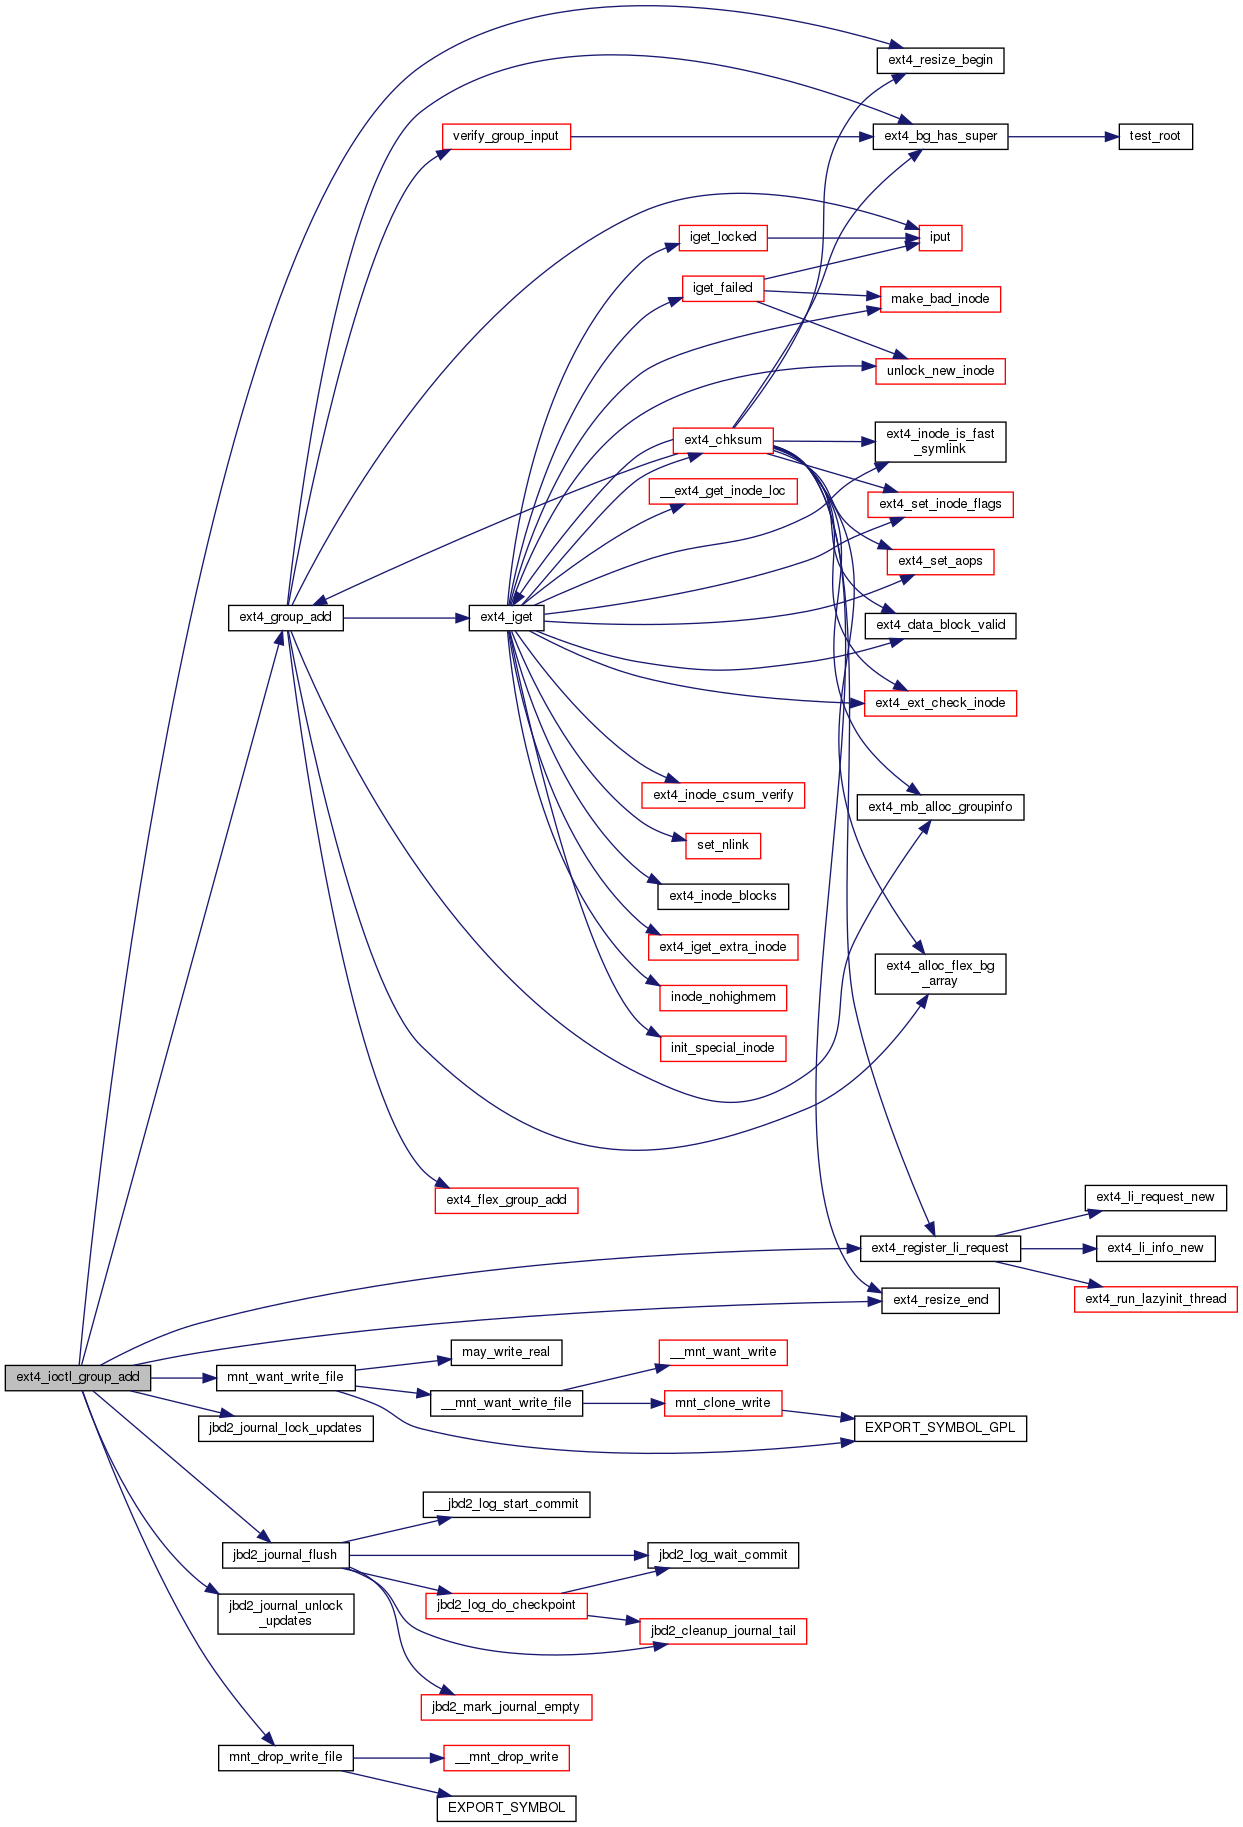 ext4_resize_begin
verify_group_input
ext4_bg_has_super
test_root
iget_locked
iput
iget_failed
make_bad_inode
unlock_new_inode
ext4_chksum
ext4_inode_is_fast
_symlink
__ext4_get_inode_loc
ext4_set_inode_flags
ext4_set_aops
ext4_group_add
ext4_iget
ext4_data_block_valid
ext4_ext_check_inode
ext4_inode_csum_verify
ext4_mb_alloc_groupinfo
set_nlink
ext4_inode_blocks
ext4_iget_extra_inode
ext4_alloc_flex_bg
_array
inode_nohighmem
init_special_inode
ext4_flex_group_add
ext4_li_request_new
ext4_register_li_request
ext4_li_info_new
ext4_resize_end
ext4_run_lazyinit_thread
may_write_real
__mnt_want_write
ext4_ioctl_group_add
mnt_want_write_file
__mnt_want_write_file
mnt_clone_write
jbd2_journal_lock_updates
EXPORT_SYMBOL_GPL
__jbd2_log_start_commit
jbd2_journal_flush
jbd2_log_wait_commit
jbd2_journal_unlock
_updates
jbd2_log_do_checkpoint
jbd2_cleanup_journal_tail
jbd2_mark_journal_empty
mnt_drop_write_file
__mnt_drop_write
EXPORT_SYMBOL